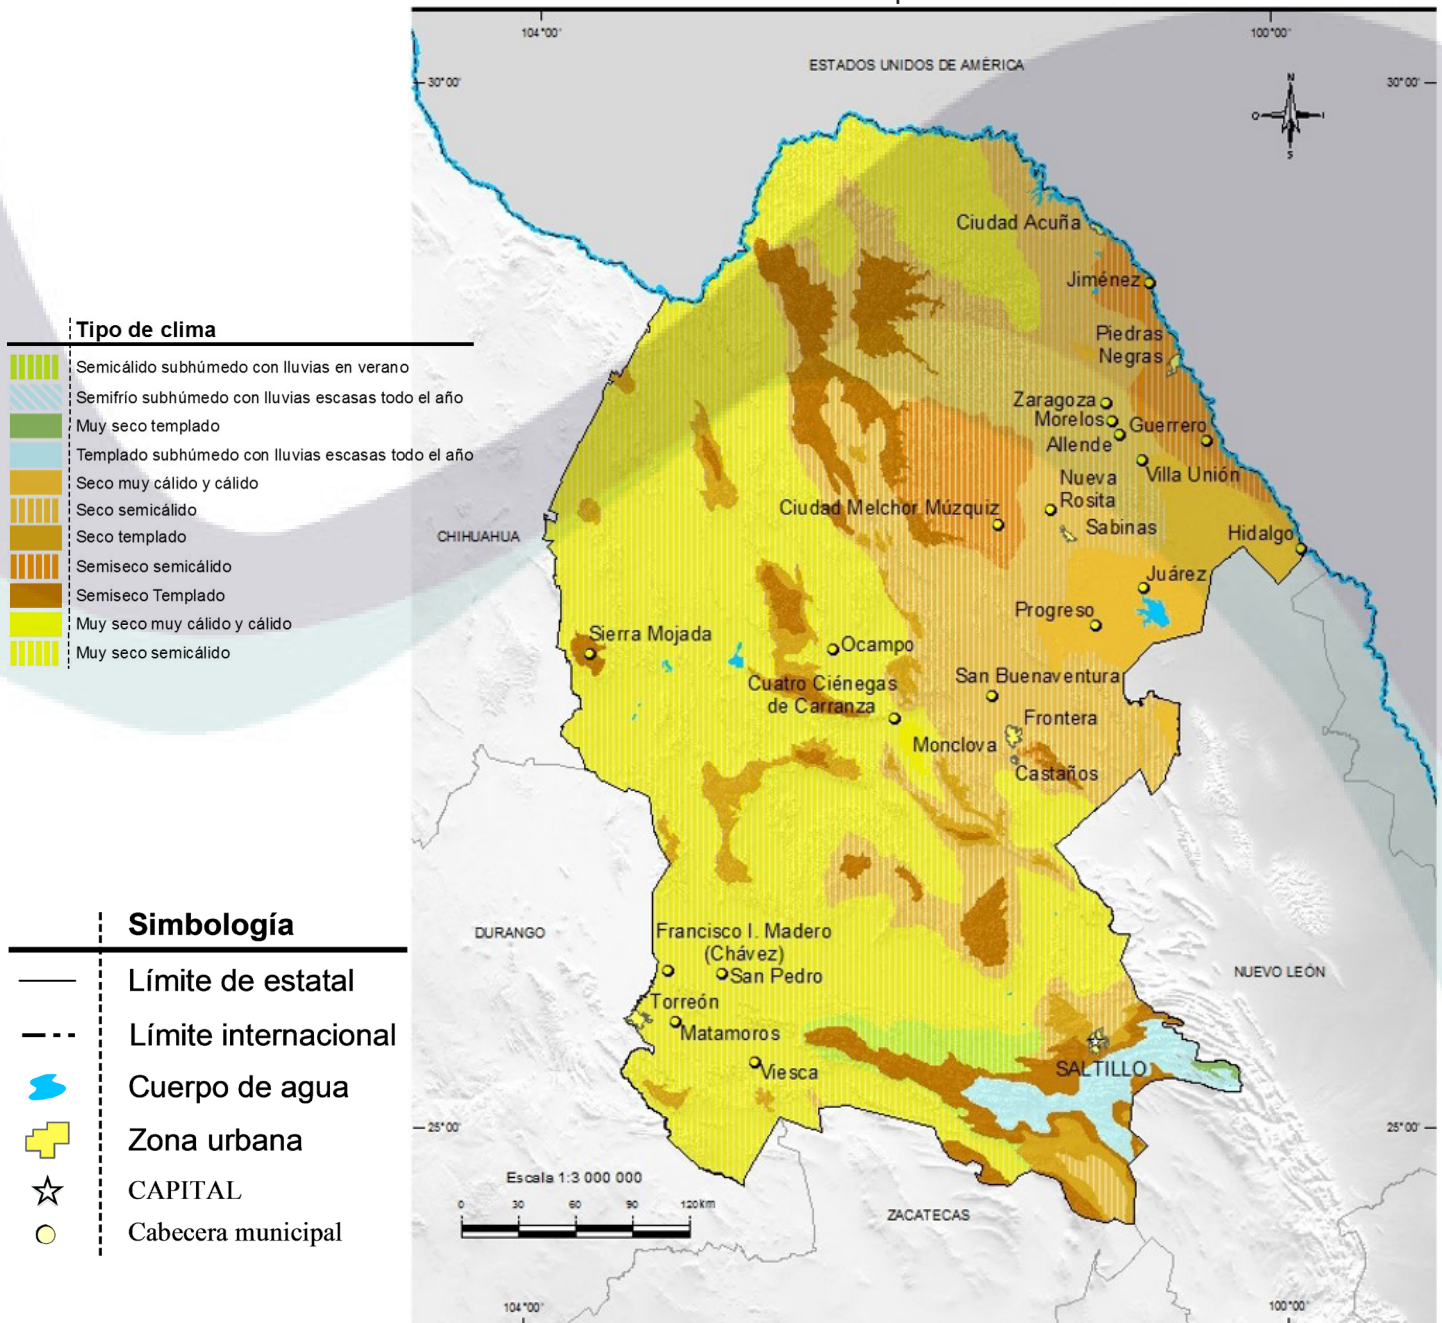 104°00'
100°00'
ESTADOS UNIDOS DE AMÉRICA
30°00'
30°00'
N
O
I
S
Ciudad Acuña
Jiménez
Piedras
Negras
Tipo de clima
Semicálido subhúmedo con lluvias en verano
Semifrío subhúmedo con lluvias escasas todo el año
Muy seco templado
Templado subhúmedo con lluvias escasas todo el año
Seco muy cálido y cálido
Seco semicálido
Seco templado
Semiseco semicálido
Semiseco Templado
Muy seco muy cálido y cálido
Muy seco semicálido
Zaragoza
Morelos
Allende
Guerrero
Villa Unión
Nueva
Rosita
Ciudad Melchor Múzquiz
Sabinas
Hidalgo
CHIHUAHUA
Juárez
Progreso
Sierra Mojada
Ocampo
Cuatro Ciénegas
de Carranza
San Buenaventura
Frontera
Monclova
Castaños
Simbología
Límite de estatal
Límite internacional
Cuerpo de agua
Zona urbana
CAPITAL
Cabecera municipal
DURANGO
Francisco I. Madero
(Chávez)
San Pedro
NUEVO LEÓN
Torreón
Matamoros
Viesca
SALTILLO
25°00'
25°00'
Escala 1:3 000 000
0 30 60 90 120km
ZACATECAS
104°00'
100°00'